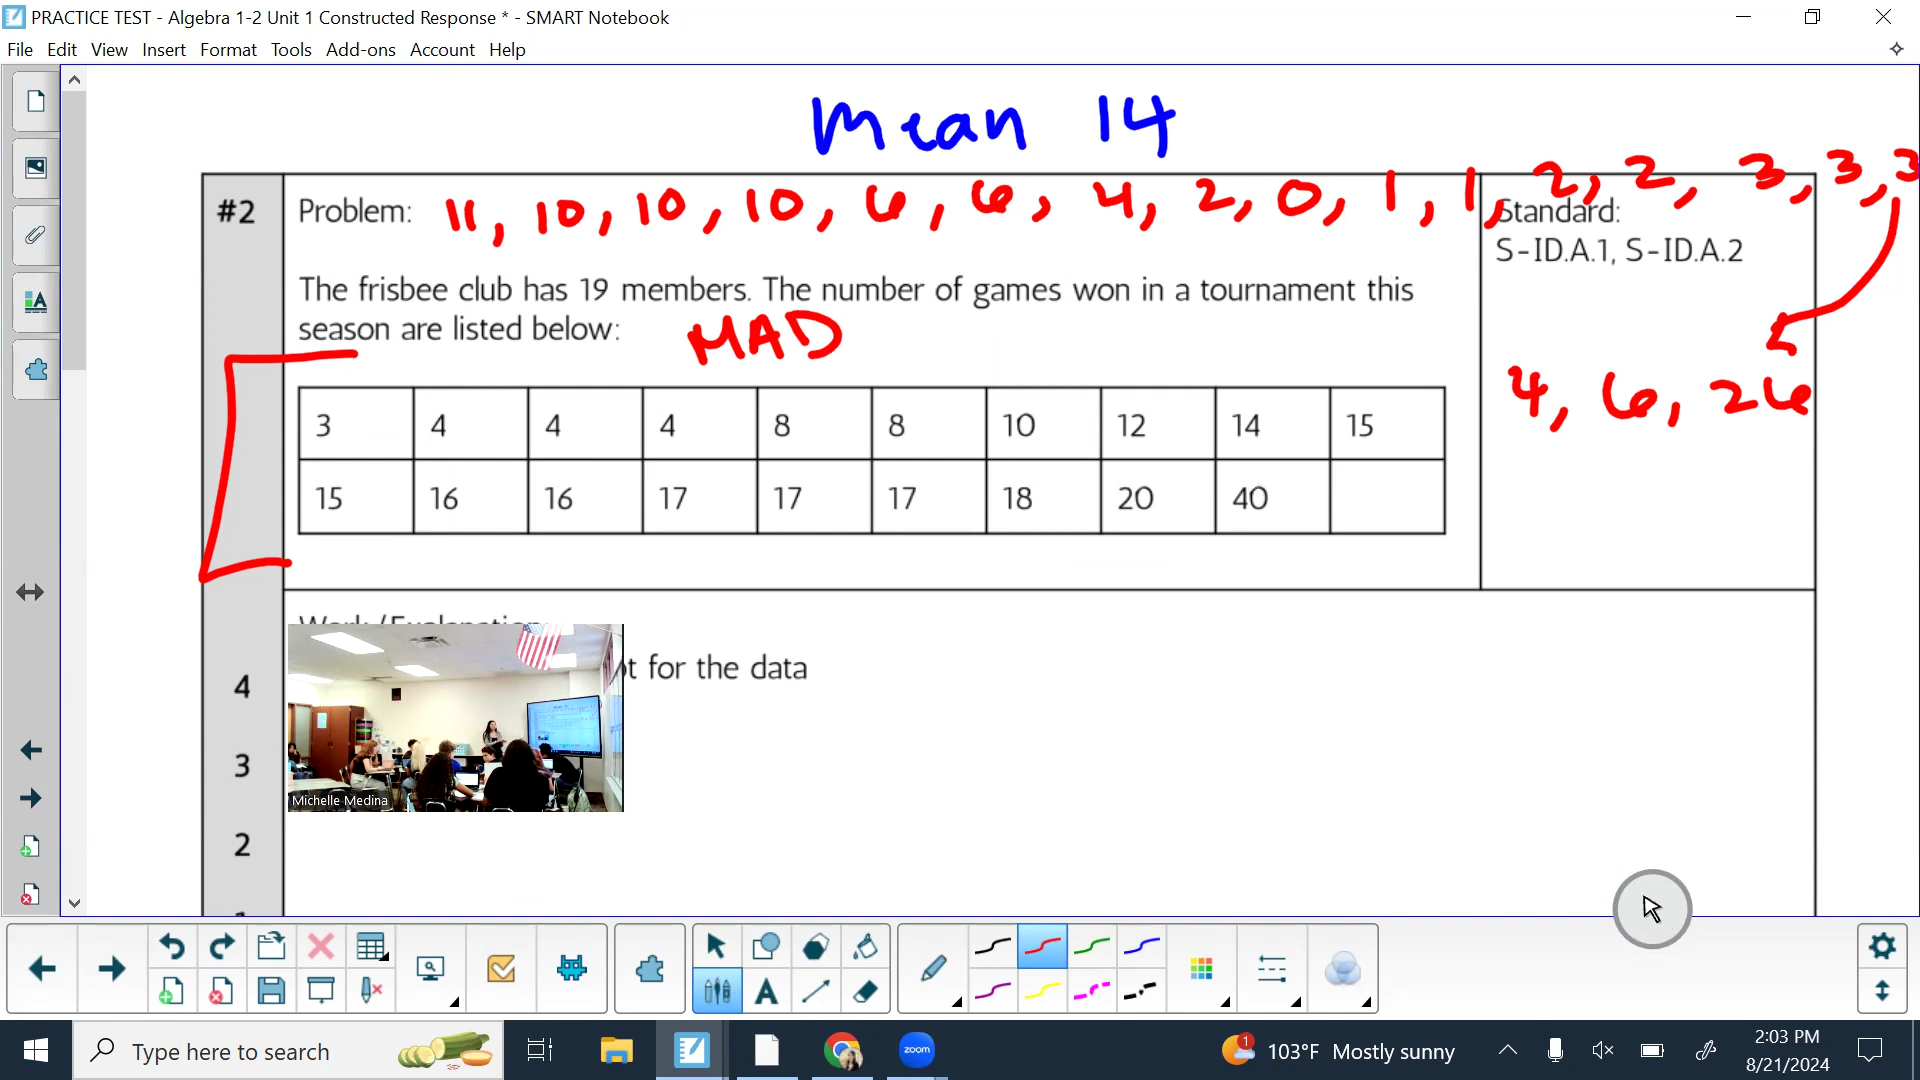 PRACTICE TEST - Algebra 1-2 Unit 1 Constructed Response * - SMART Notebook
File Edit View Insert Format Tools Add-ons Account Help
Mean 14
#2
Problem:
11, 10, 10, 10, 6, 6, 4, 2, 0, 1, 1, 2, 2, 3, 3, 3
Standard:
S-ID.A.1, S-ID.A.2
The frisbee club has 19 members. The number of games won in a tournament this
season are listed below:
MAD
4, 6, 26
3 4 4 4 8 8 10 12 14 15
15 16 16 17 17 17 18 20 40
Work/Explanation
for the data
4
3
2
Michelle Medina
A
zoom
Type here to search
1
103°F Mostly sunny
2:03 PM
8/21/2024